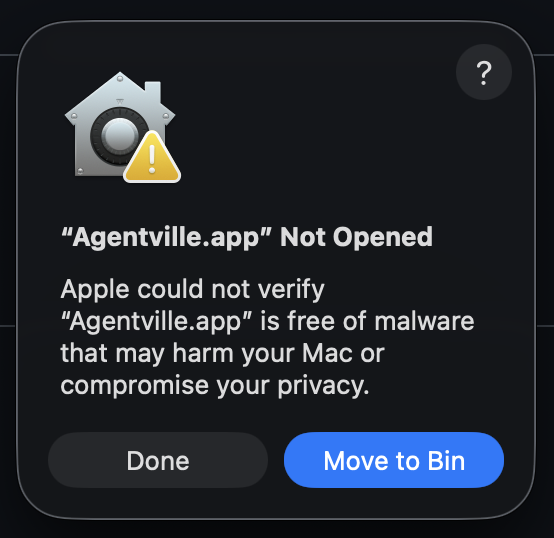 ?
“Agentville.app” Not Opened
Apple could not verify
“Agentville.app” is free of malware
that may harm your Mac or
compromise your privacy.
Done
Move to Bin